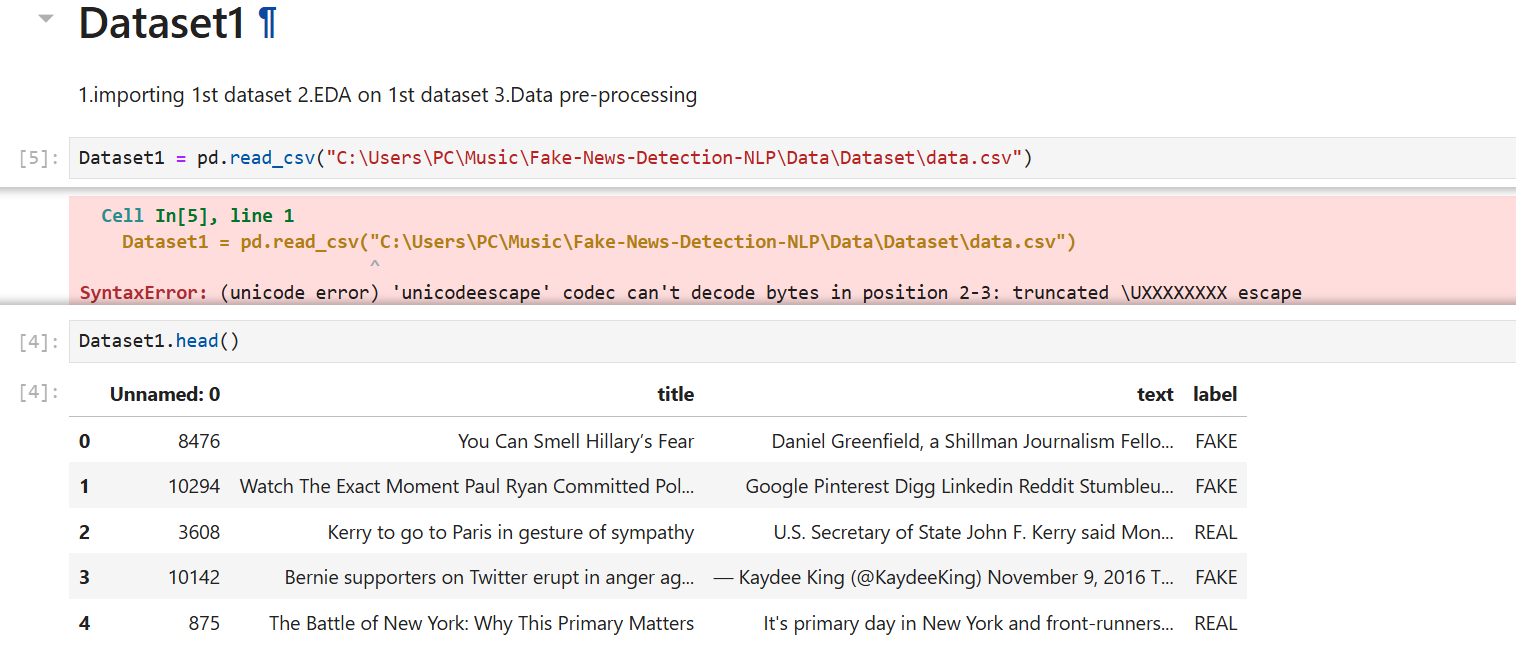 Dataset1 ¶
1.importing 1st dataset 2.EDA on 1st dataset 3.Data pre-processing
[5]: Dataset1 = pd.read_csv("C:\Users\PC\Music\Fake-News-Detection-NLP\Data\Dataset\data.csv")
Cell In[5], line 1
Dataset1 = pd.read_csv("C:\Users\PC\Music\Fake-News-Detection-NLP\Data\Dataset\data.csv")
^
SyntaxError: (unicode error) 'unicodeescape' codec can't decode bytes in position 2-3: truncated \UXXXXXXXX escape
[4]: Dataset1.head()
[4]: Unnamed: 0 title text label
0 8476 You Can Smell Hillary’s Fear Daniel Greenfield, a Shillman Journalism Fello... FAKE
1 10294 Watch The Exact Moment Paul Ryan Committed Pol... Google Pinterest Digg Linkedin Reddit Stumbleu... FAKE
2 3608 Kerry to go to Paris in gesture of sympathy U.S. Secretary of State John F. Kerry said Mon... REAL
3 10142 Bernie supporters on Twitter erupt in anger ag... — Kaydee King (@KaydeeKing) November 9, 2016 T... FAKE
4 875 The Battle of New York: Why This Primary Matters It's primary day in New York and front-runners... REAL